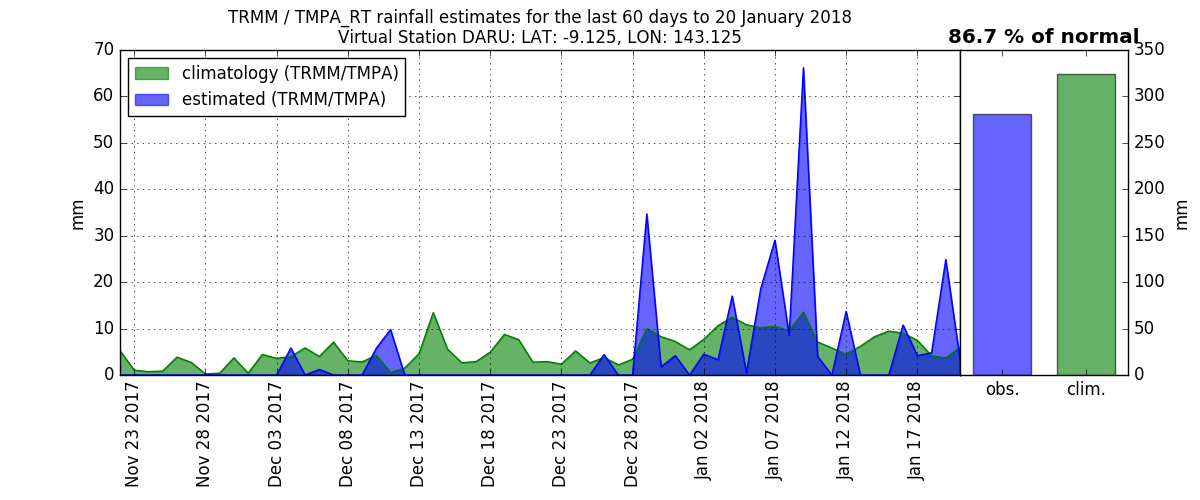 TRMM / TMPA_RT rainfall estimates for the last 60 days to 20 January 2018
Virtual Station DARU: LAT: -9.125, LON: 143.125
86.7 % of normal
climatology (TRMM/TMPA)
estimated (TRMM/TMPA)
70
60
50
40
30
20
10
0
mm
350
300
250
200
150
100
50
0
mm
Nov 23 2017
Nov 28 2017
Dec 03 2017
Dec 08 2017
Dec 13 2017
Dec 18 2017
Dec 23 2017
Dec 28 2017
Jan 02 2018
Jan 07 2018
Jan 12 2018
Jan 17 2018
obs.
clim.